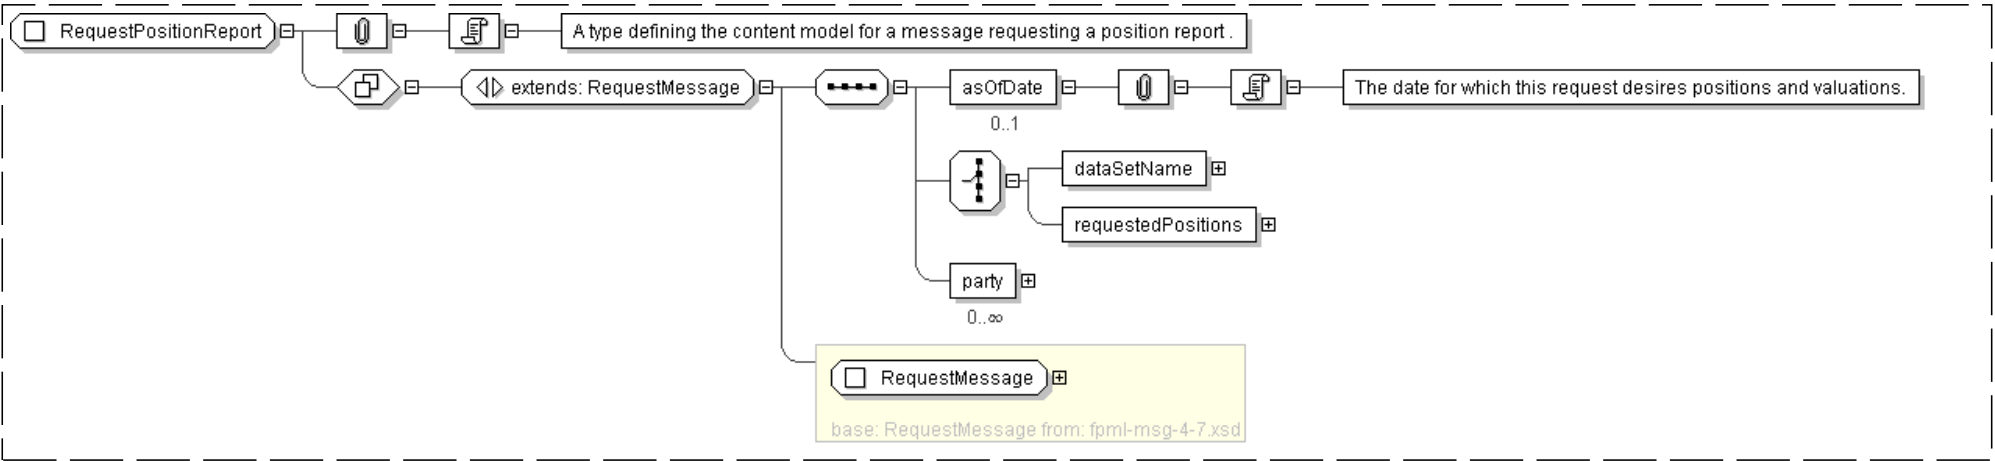 RequestPositionReport
A type defining the content model for a message requesting a position report .
extends: RequestMessage
asOfDate
The date for which this request desires positions and valuations.
0..1
dataSetName
requestedPositions
party
0..∞
RequestMessage
base: RequestMessage from: fpml-msg-4-7.xsd